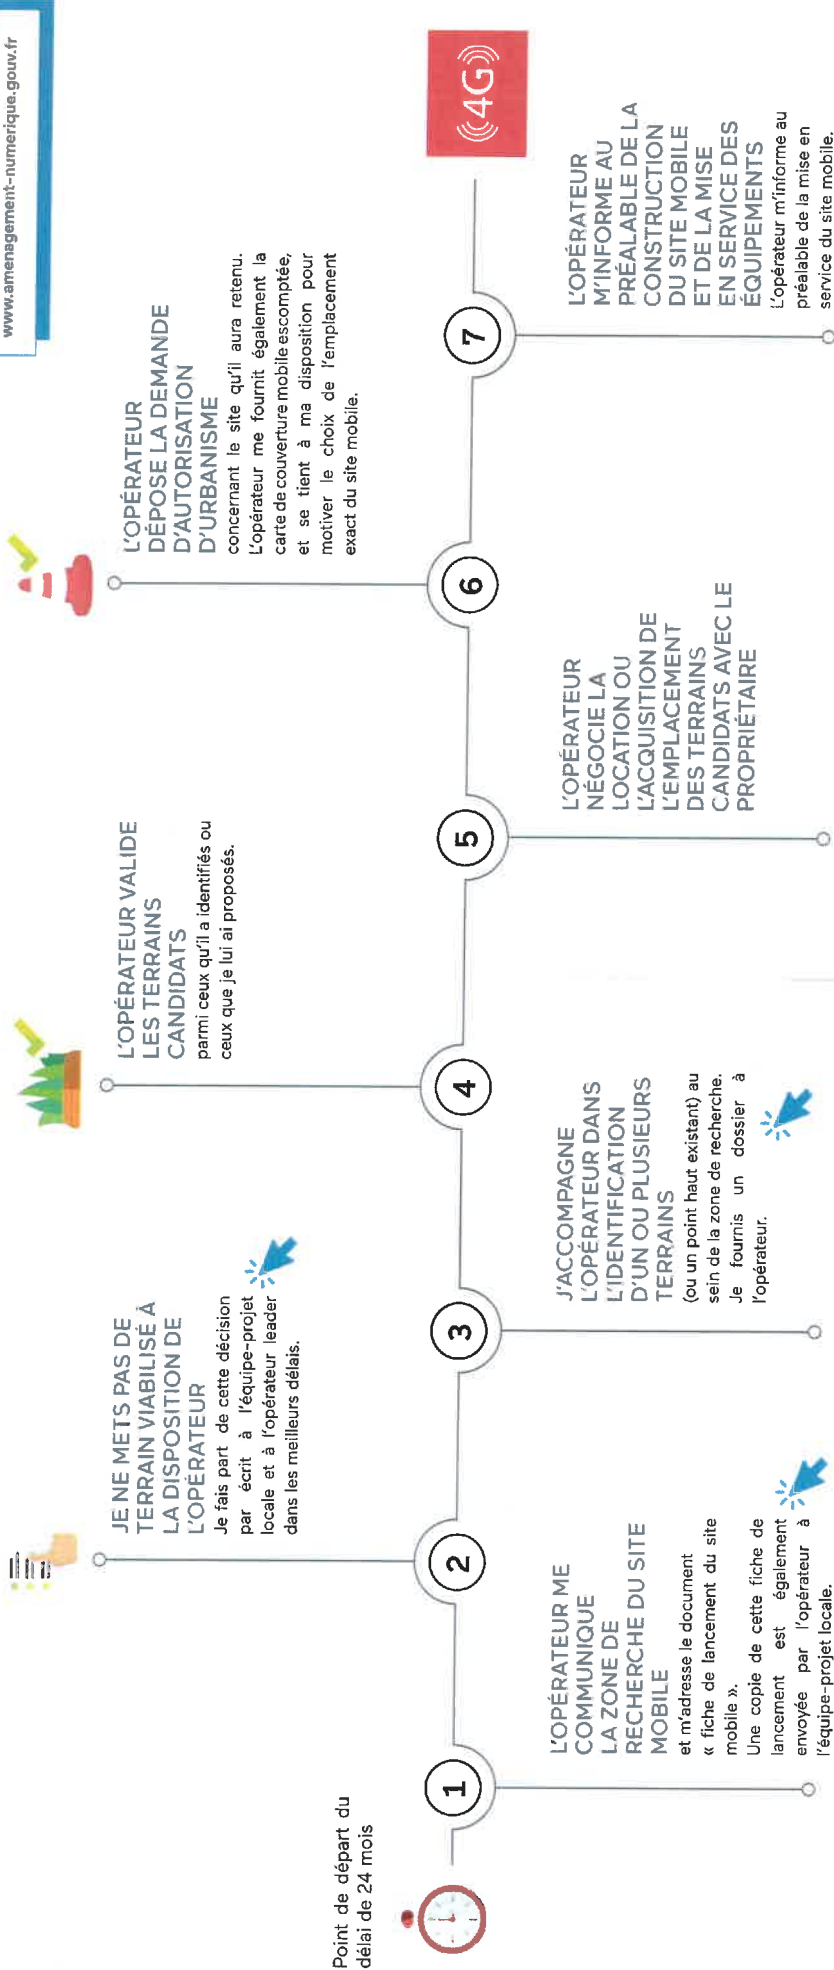 www.amenagement-numerique.gouv.fr
Point de départ du
délai de 24 mois
1
L'OPÉRATEUR ME
COMMUNIQUE
LA ZONE DE
RECHERCHE DU SITE
MOBILE
et m'adresse le document
« fiche de lancement du site
mobile ».
Une copie de cette fiche de
lancement est également
envoyée par l'opérateur à
l'équipe-projet locale.
2
JE NE METS PAS DE
TERRAIN VIABILISÉ À
LA DISPOSITION DE
L'OPÉRATEUR
Je fais part de cette décision
par écrit à l'équipe-projet
locale et à l'opérateur leader
dans les meilleurs délais.
3
J'ACCOMPAGNE
L'OPÉRATEUR DANS
L'IDENTIFICATION
D'UN OU PLUSIEURS
TERRAINS
(ou un point haut existant) au
sein de la zone de recherche.
Je fournis un dossier à
l'opérateur.
4
L'OPÉRATEUR VALIDE
LES TERRAINS
CANDIDATS
parmi ceux qu'il a identifiés ou
ceux que je lui ai proposés.
5
L'OPÉRATEUR
NÉGOCIE LA
LOCATION OU
L'ACQUISITION DE
L'EMPLACEMENT
DES TERRAINS
CANDIDATS AVEC LE
PROPRIÉTAIRE
6
L'OPÉRATEUR
DÉPOSE LA DEMANDE
D'AUTORISATION
D'URBANISME
concernant le site qu'il aura retenu.
L'opérateur me fournit également la
carte de couverture mobile escomptée,
et se tient à ma disposition pour
motiver le choix de l'emplacement
exact du site mobile.
7
L'OPÉRATEUR
M'INFORME AU
PRÉALABLE DE LA
CONSTRUCTION
DU SITE MOBILE
ET DE LA MISE
EN SERVICE DES
ÉQUIPEMENTS
L'opérateur m'informe au
préalable de la mise en
service du site mobile.
((4G))